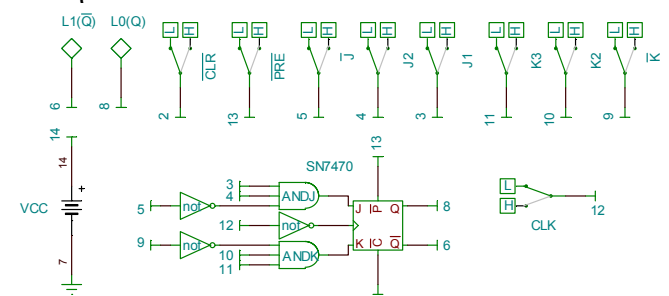 L1(Q̅) L0(Q)
L H L H L H L H L H L H L H L H
C̅L̅R̅ P̅R̅E̅ J̅ J2 J1 K3 K2 K̅
6 8 2 13 5 4 3 11 10 9
14
14
13
SN7470
VCC
+
7
5 not
3
4
ANDJ
12 not
9 not
10
11
ANDK
J P̅ Q 8
K C̅ Q̅ 6
L
H
CLK
12